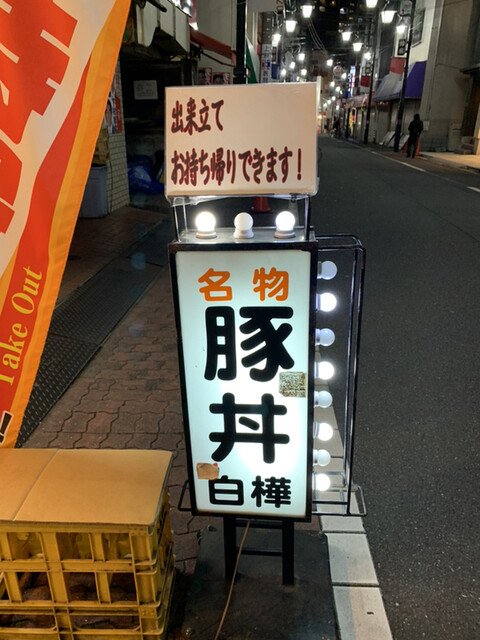 出来立て
お持ち帰りできます!
名物
豚
丼
白樺
Take Out